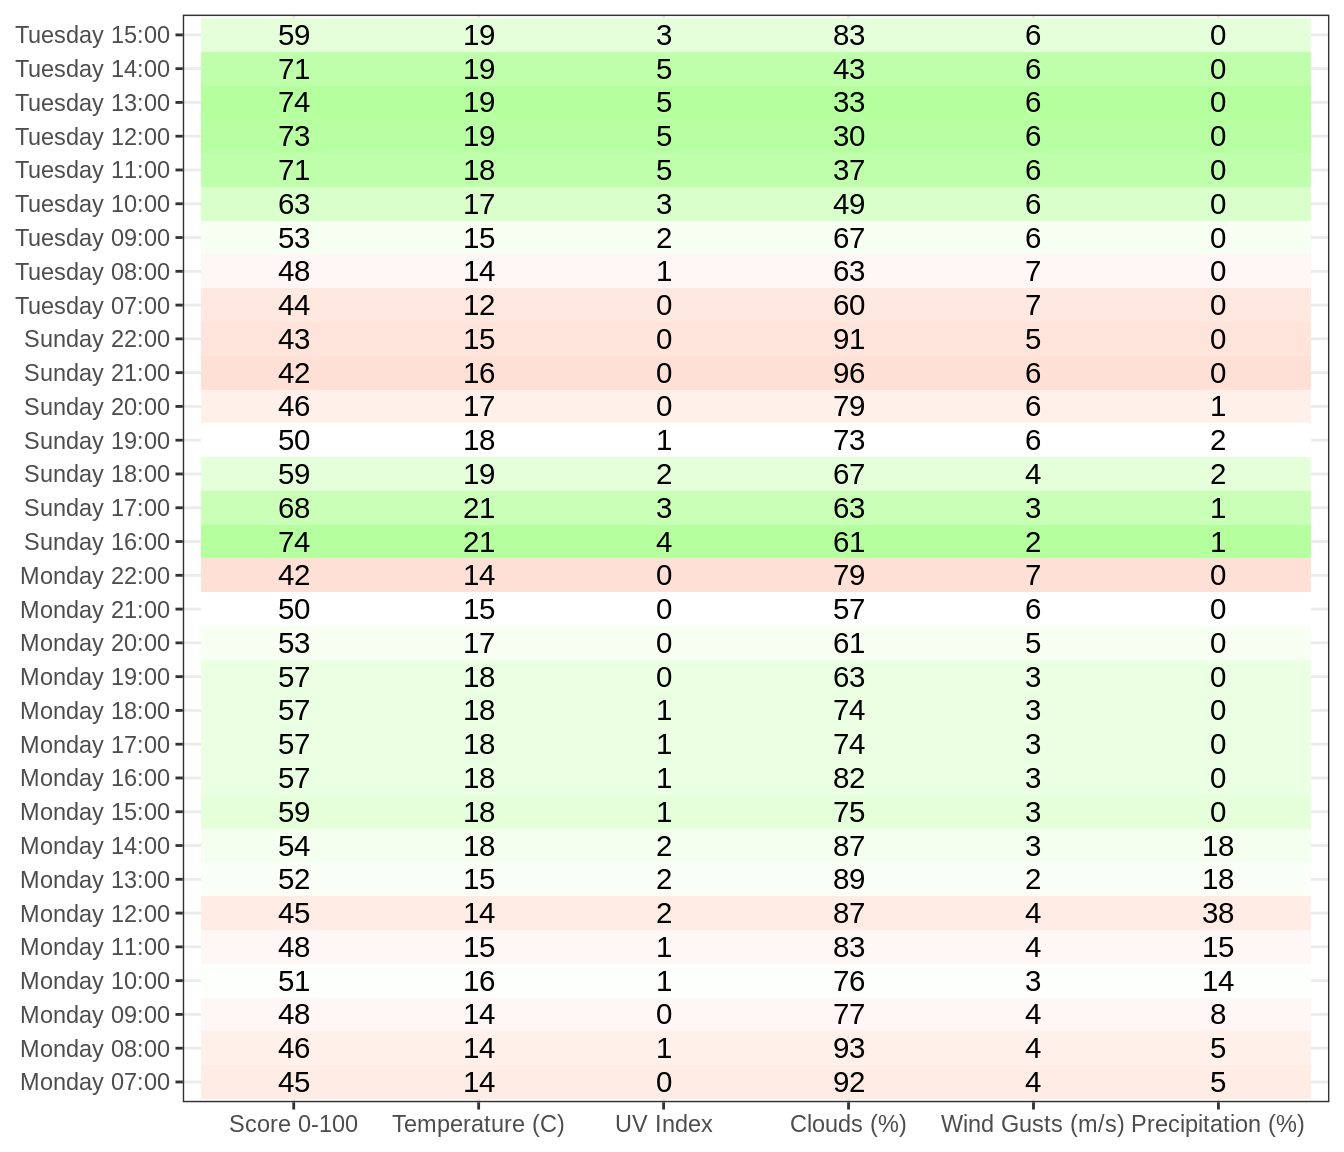 Tuesday 15:00 59 19 3 83 6 0
Tuesday 14:00 71 19 5 43 6 0
Tuesday 13:00 74 19 5 33 6 0
Tuesday 12:00 73 19 5 30 6 0
Tuesday 11:00 71 18 5 37 6 0
Tuesday 10:00 63 17 3 49 6 0
Tuesday 09:00 53 15 2 67 6 0
Tuesday 08:00 48 14 1 63 7 0
Tuesday 07:00 44 12 0 60 7 0
Sunday 22:00 43 15 0 91 5 0
Sunday 21:00 42 16 0 96 6 0
Sunday 20:00 46 17 0 79 6 1
Sunday 19:00 50 18 1 73 6 2
Sunday 18:00 59 19 2 67 4 2
Sunday 17:00 68 21 3 63 3 1
Sunday 16:00 74 21 4 61 2 1
Monday 22:00 42 14 0 79 7 0
Monday 21:00 50 15 0 57 6 0
Monday 20:00 53 17 0 61 5 0
Monday 19:00 57 18 0 63 3 0
Monday 18:00 57 18 1 74 3 0
Monday 17:00 57 18 1 74 3 0
Monday 16:00 57 18 1 82 3 0
Monday 15:00 59 18 1 75 3 0
Monday 14:00 54 18 2 87 3 18
Monday 13:00 52 15 2 89 2 18
Monday 12:00 45 14 2 87 4 38
Monday 11:00 48 15 1 83 4 15
Monday 10:00 51 16 1 76 3 14
Monday 09:00 48 14 0 77 4 8
Monday 08:00 46 14 1 93 4 5
Monday 07:00 45 14 0 92 4 5
Score 0-100 Temperature (C) UV Index Clouds (%) Wind Gusts (m/s) Precipitation (%)